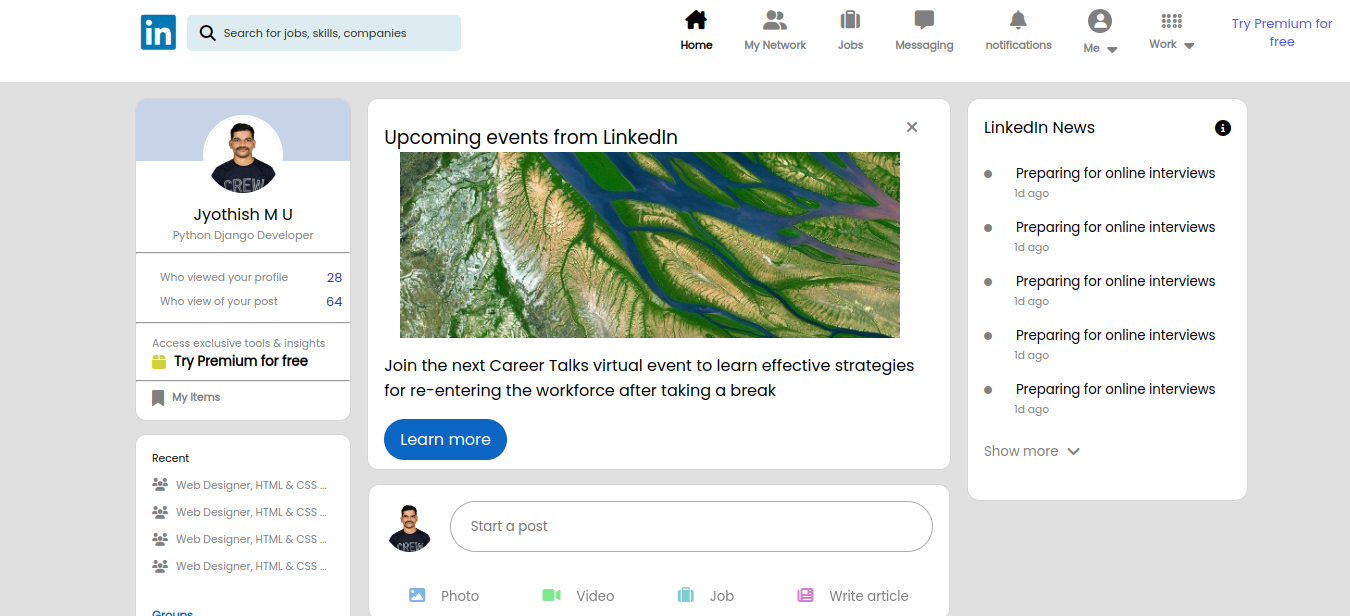 in
Search for jobs, skills, companies
Home
My Network
Jobs
Messaging
notifications
Me
Work
Try Premium for
free
Jyothish M U
Python Django Developer
Who viewed your profile 28
Who view of your post 64
Access exclusive tools & insights
Try Premium for free
My Items
Recent
Web Designer, HTML & CSS ...
Web Designer, HTML & CSS ...
Web Designer, HTML & CSS ...
Web Designer, HTML & CSS ...
Groups
Upcoming events from LinkedIn
Join the next Career Talks virtual event to learn effective strategies
for re-entering the workforce after taking a break
Learn more
CREW
Start a post
Photo
Video
Job
Write article
LinkedIn News
Preparing for online interviews
1d ago
Preparing for online interviews
1d ago
Preparing for online interviews
1d ago
Preparing for online interviews
1d ago
Preparing for online interviews
1d ago
Show more